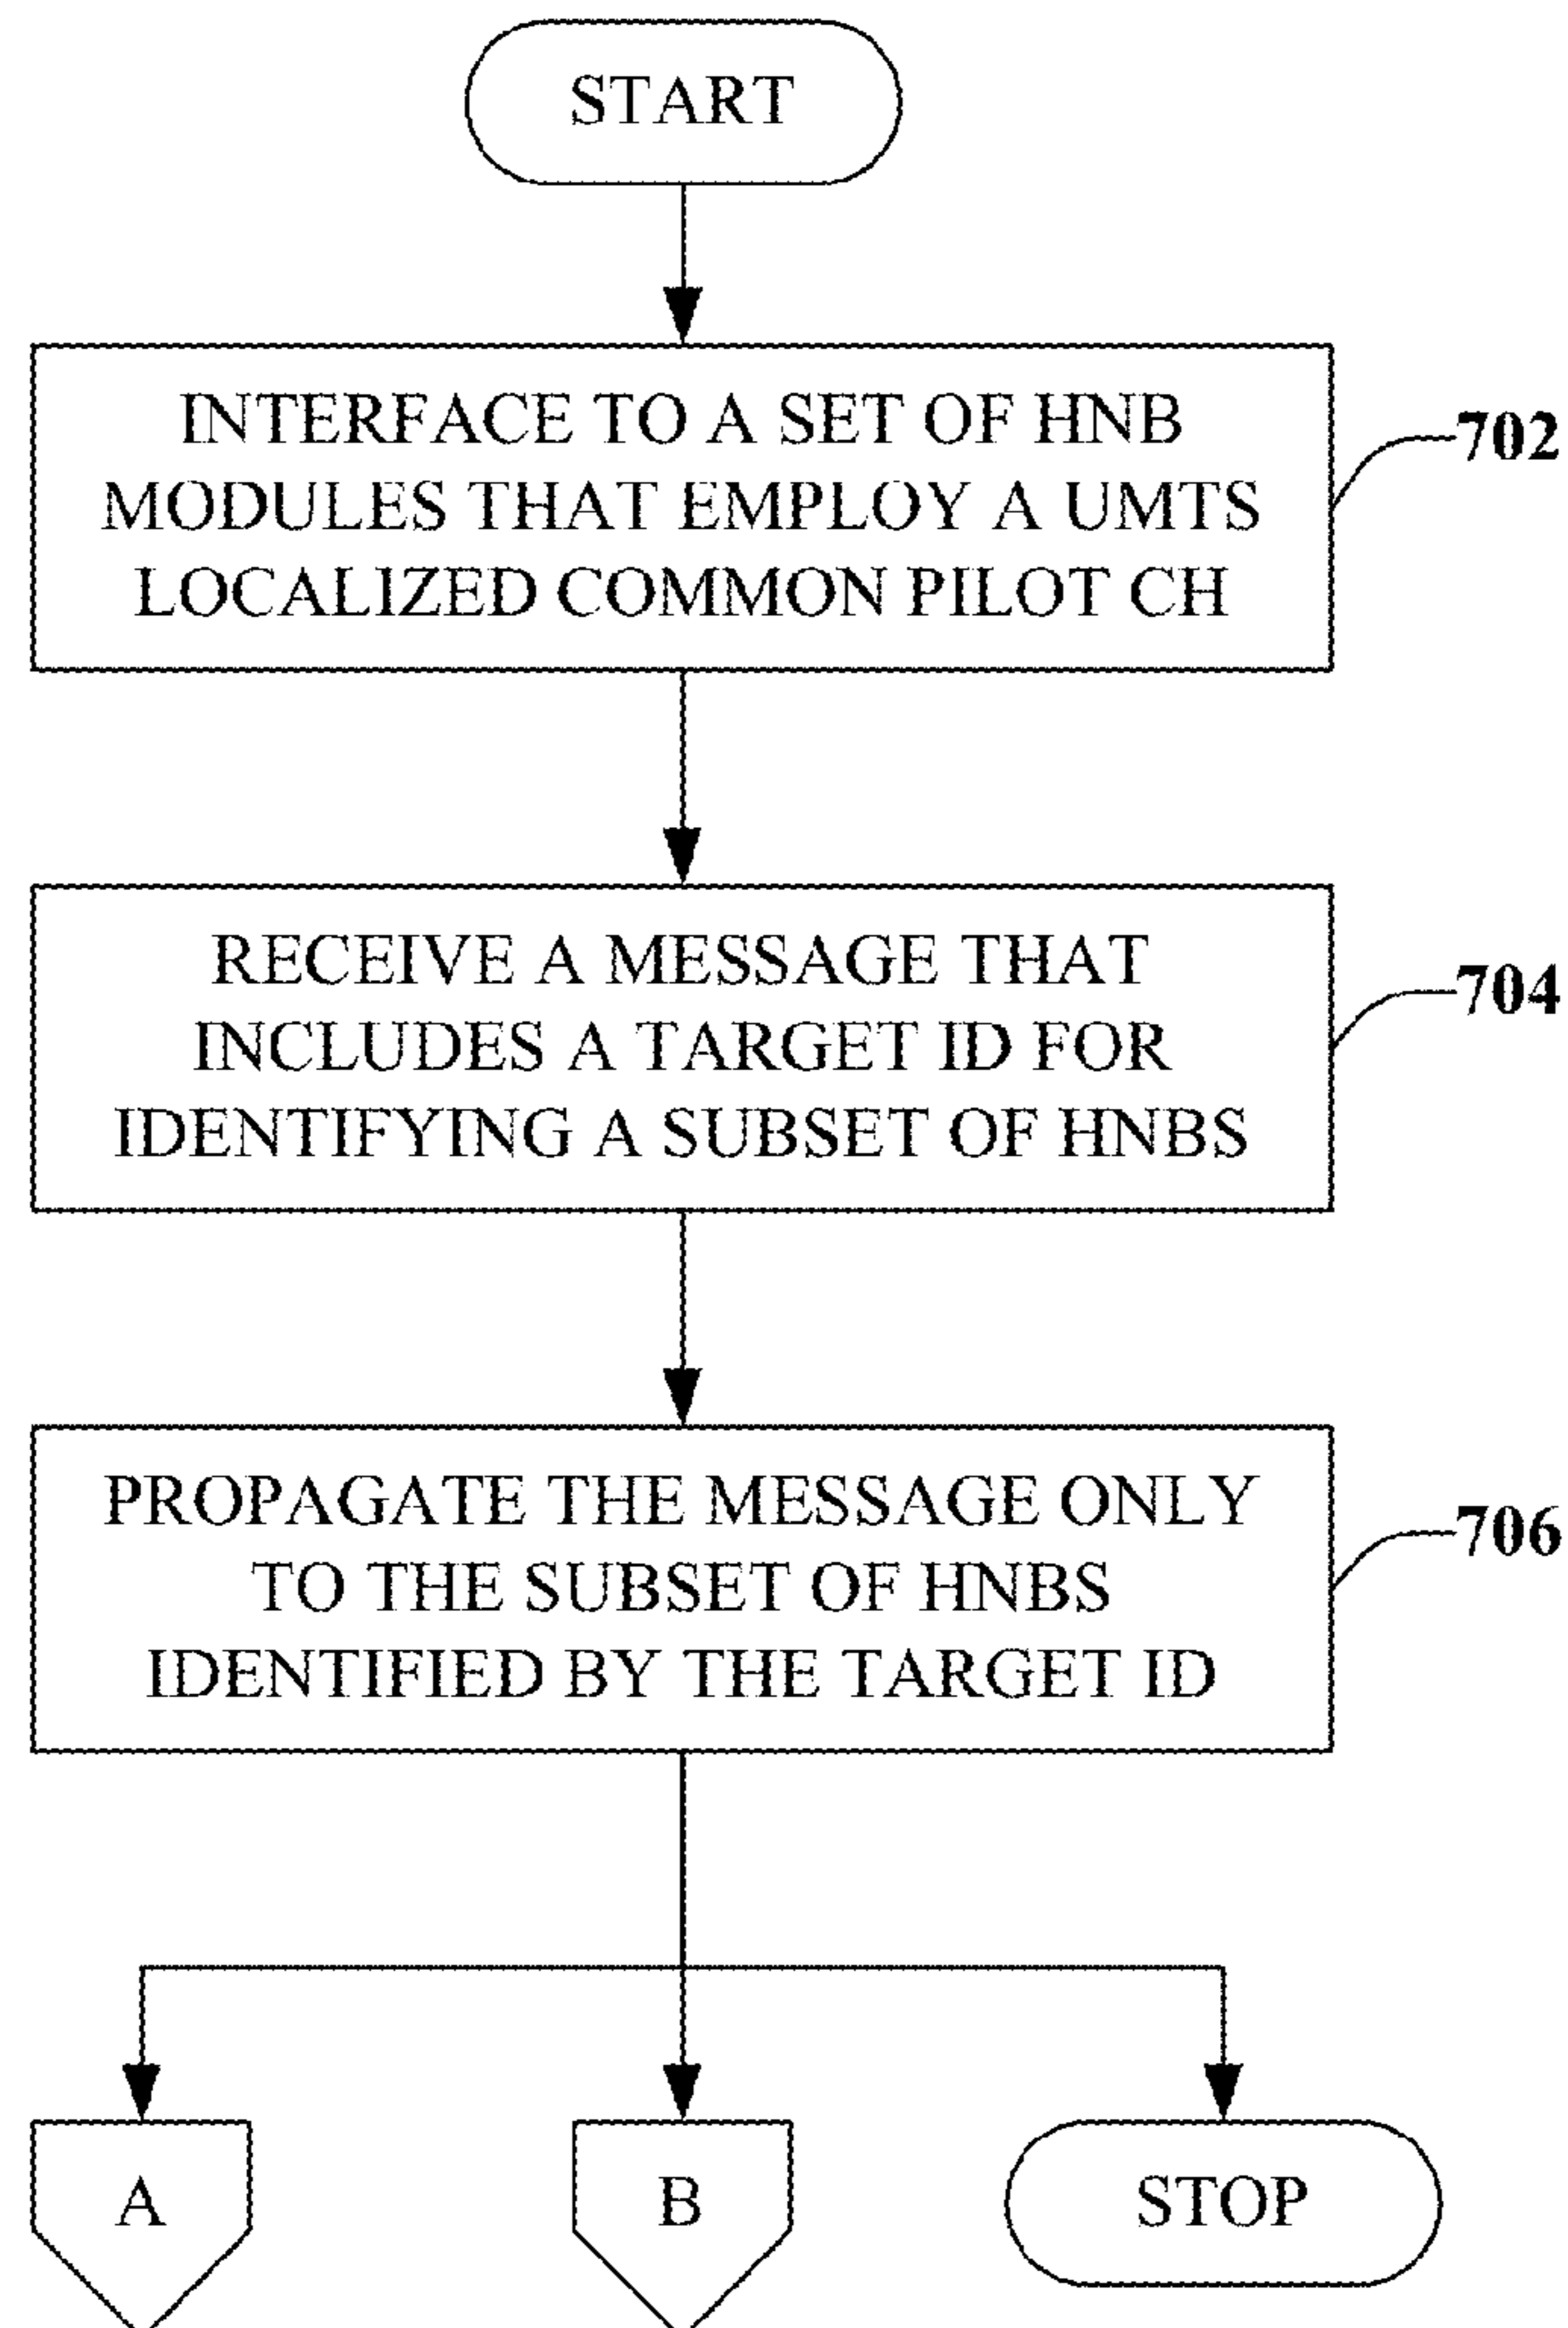 START
INTERFACE TO A SET OF HNB
MODULES THAT EMPLOY A UMTS
LOCALIZED COMMON PILOT CH
702
RECEIVE A MESSAGE THAT
INCLUDES A TARGET ID FOR
IDENTIFYING A SUBSET OF HNBS
704
PROPAGATE THE MESSAGE ONLY
TO THE SUBSET OF HNBS
IDENTIFIED BY THE TARGET ID
706
A
B
STOP